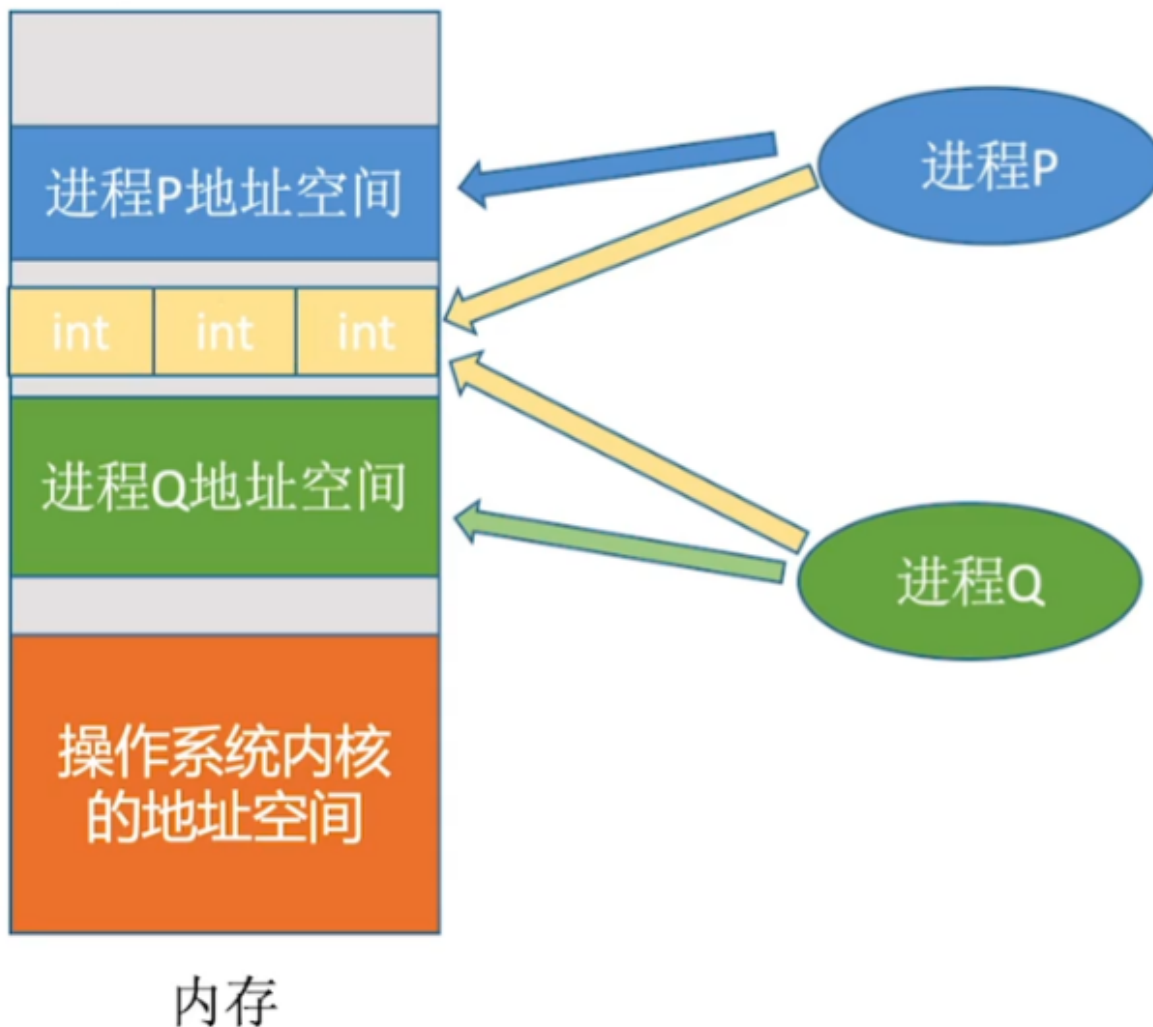 进程P地址空间
进程P
int int int
进程Q地址空间
进程Q
操作系统内核
的地址空间
内存